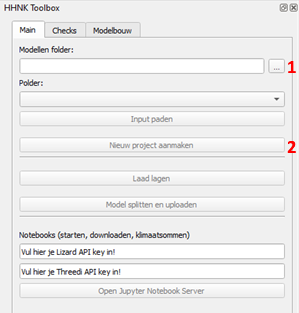 HHNK Toolbox
Main Checks Modelbouw
Modellen folder:
... 1
Polder:
Input paden
Nieuw project aanmaken 2
Laad lagen
Model splitten en uploaden
Notebooks (starten, downloaden, klimaatsommen)
Vul hier je Lizard API key in!
Vul hier je Threedi API key in!
Open Jupyter Notebook Server